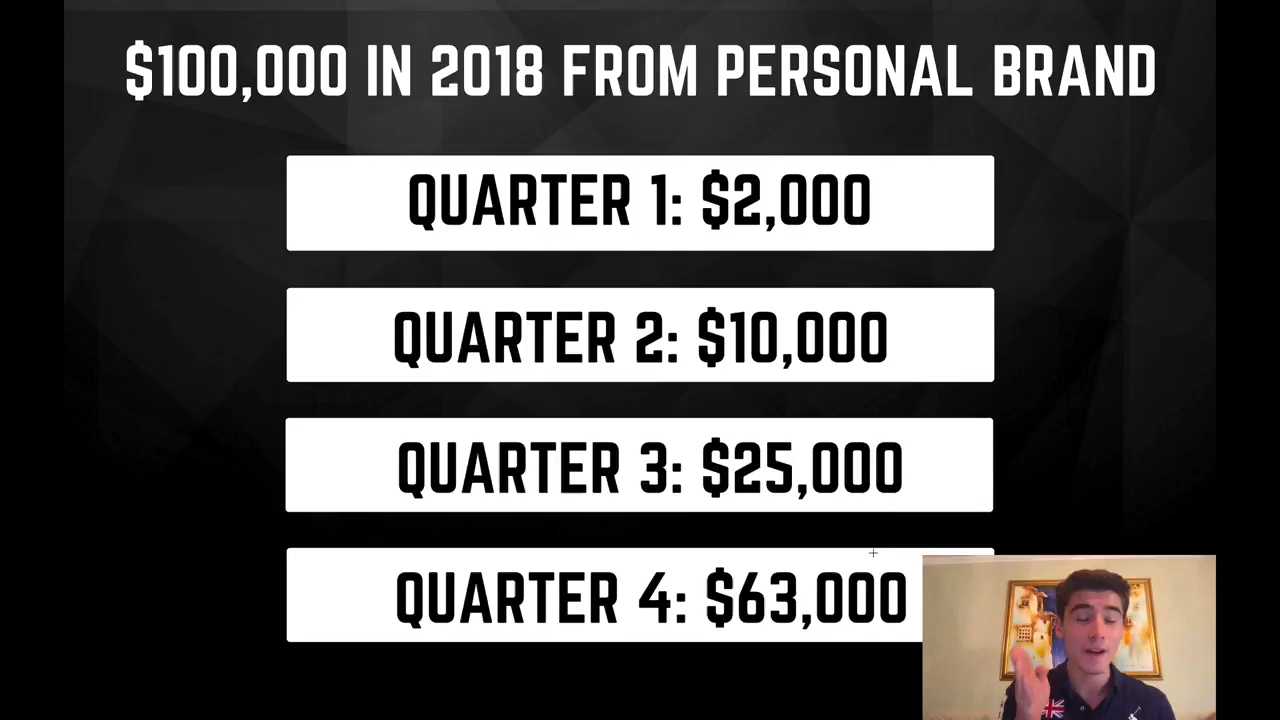 $100,000 IN 2018 FROM PERSONAL BRAND
QUARTER 1: $2,000
QUARTER 2: $10,000
QUARTER 3: $25,000
QUARTER 4: $63,000